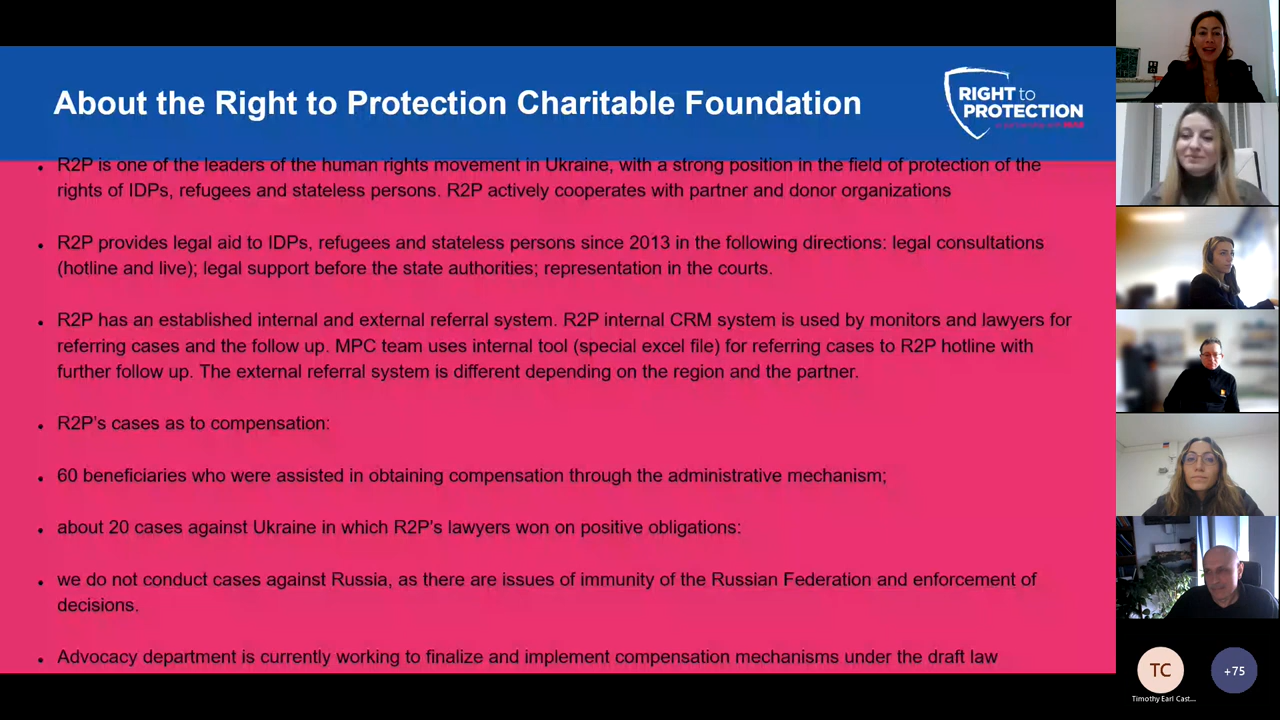 About the Right to Protection Charitable Foundation
RIGHT to
PROTECTION
R2P is one of the leaders of the human rights movement in Ukraine, with a strong position in the field of protection of the
rights of IDPs, refugees and stateless persons. R2P actively cooperates with partner and donor organizations
R2P provides legal aid to IDPs, refugees and stateless persons since 2013 in the following directions: legal consultations
(hotline and live); legal support before the state authorities; representation in the courts.
R2P has an established internal and external referral system. R2P internal CRM system is used by monitors and lawyers for
referring cases and the follow up. MPC team uses internal tool (special excel file) for referring cases to R2P hotline with
further follow up. The external referral system is different depending on the region and the partner.
R2P's cases as to compensation:
60 beneficiaries who were assisted in obtaining compensation through the administrative mechanism;
about 20 cases against Ukraine in which R2P's lawyers won on positive obligations:
we do not conduct cases against Russia, as there are issues of immunity of the Russian Federation and enforcement of
decisions.
Advocacy department is currently working to finalize and implement compensation mechanisms under the draft law
TC
+75
Timothy Earl Cast...